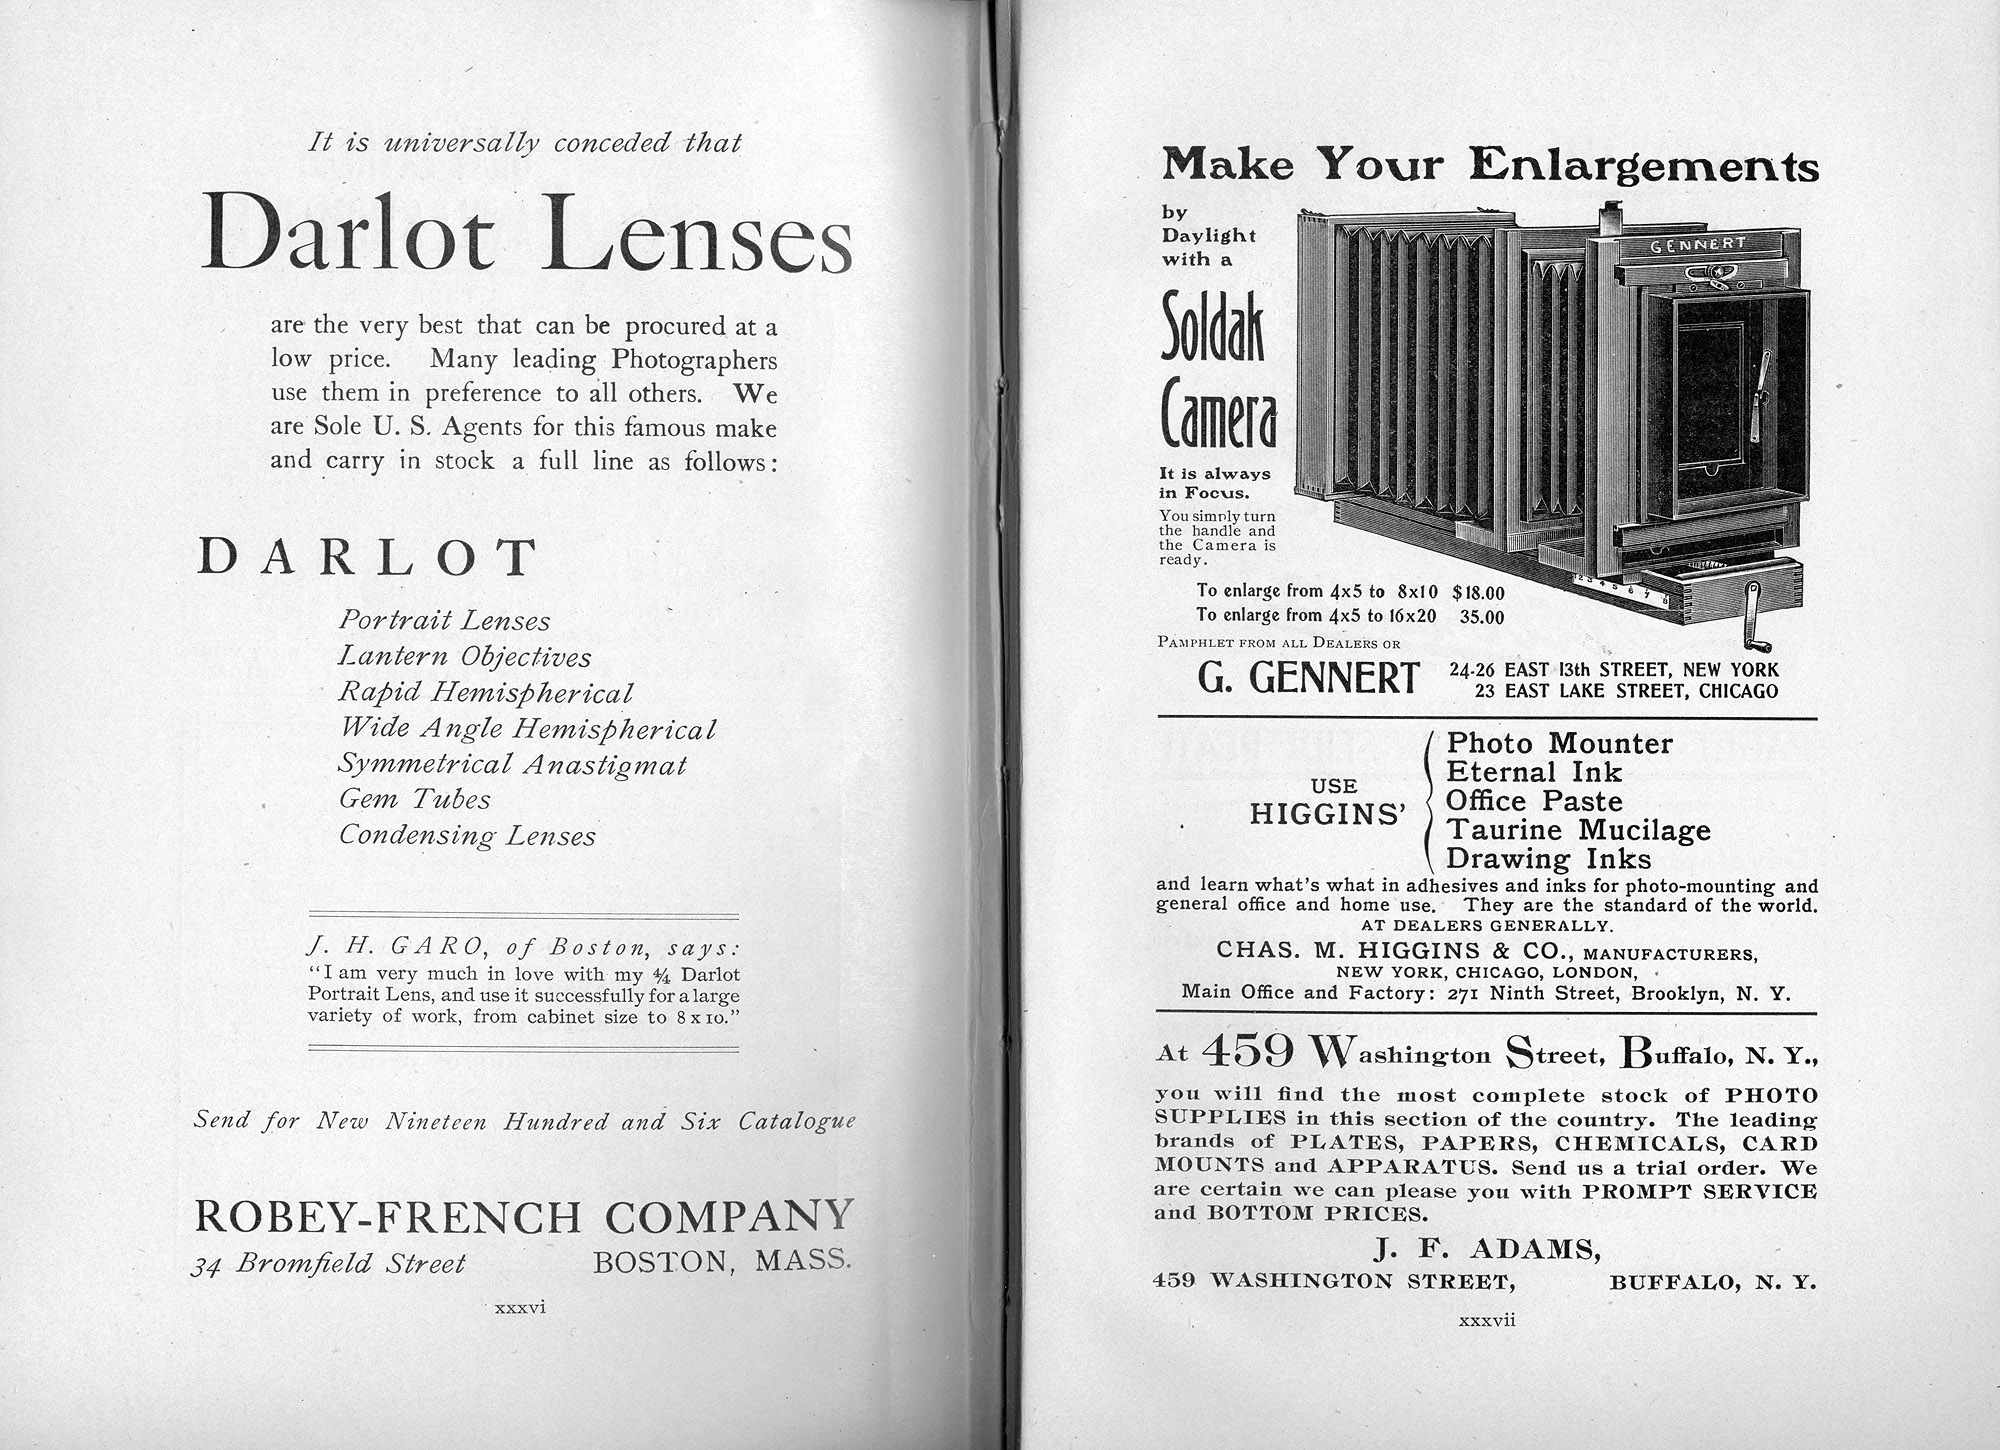 It is universally conceded that
Darlot Lenses
are the very best that can be procured at a
low price. Many leading Photographers
use them in preference to all others. We
are Sole U. S. Agents for this famous make
and carry in stock a full line as follows:
DARLOT
Portrait Lenses
Lantern Objectives
Rapid Hemispherical
Wide Angle Hemispherical
Symmetrical Anastigmat
Gem Tubes
Condensing Lenses
J. H. GARO, of Boston, says:
“I am very much in love with my 4/4 Darlot
Portrait Lens, and use it successfully for a large
variety of work, from cabinet size to 8 x 10.”
Send for New Nineteen Hundred and Six Catalogue
ROBEY-FRENCH COMPANY
34 Bromfield Street BOSTON, MASS.
xxxvi
Make Your Enlargements
by
Daylight
with a
Soldak
Camera
It is always
in Focus.
You simply turn
the handle and
the Camera is
ready.
GENNERT
1 2 3 4 5 6 7 8
To enlarge from 4x5 to 8x10 $18.00
To enlarge from 4x5 to 16x20 35.00
PAMPHLET FROM ALL DEALERS OR
G. GENNERT
24-26 EAST 13th STREET, NEW YORK
23 EAST LAKE STREET, CHICAGO
USE
HIGGINS’
Photo Mounter
Eternal Ink
Office Paste
Taurine Mucilage
Drawing Inks
and learn what’s what in adhesives and inks for photo-mounting and
general office and home use. They are the standard of the world.
AT DEALERS GENERALLY.
CHAS. M. HIGGINS & CO., MANUFACTURERS,
NEW YORK, CHICAGO, LONDON,
Main Office and Factory: 271 Ninth Street, Brooklyn, N. Y.
At 459 Washington Street, Buffalo, N. Y.,
you will find the most complete stock of PHOTO
SUPPLIES in this section of the country. The leading
brands of PLATES, PAPERS, CHEMICALS, CARD
MOUNTS and APPARATUS. Send us a trial order. We
are certain we can please you with PROMPT SERVICE
and BOTTOM PRICES.
J. F. ADAMS,
459 WASHINGTON STREET, BUFFALO, N. Y.
xxxvii